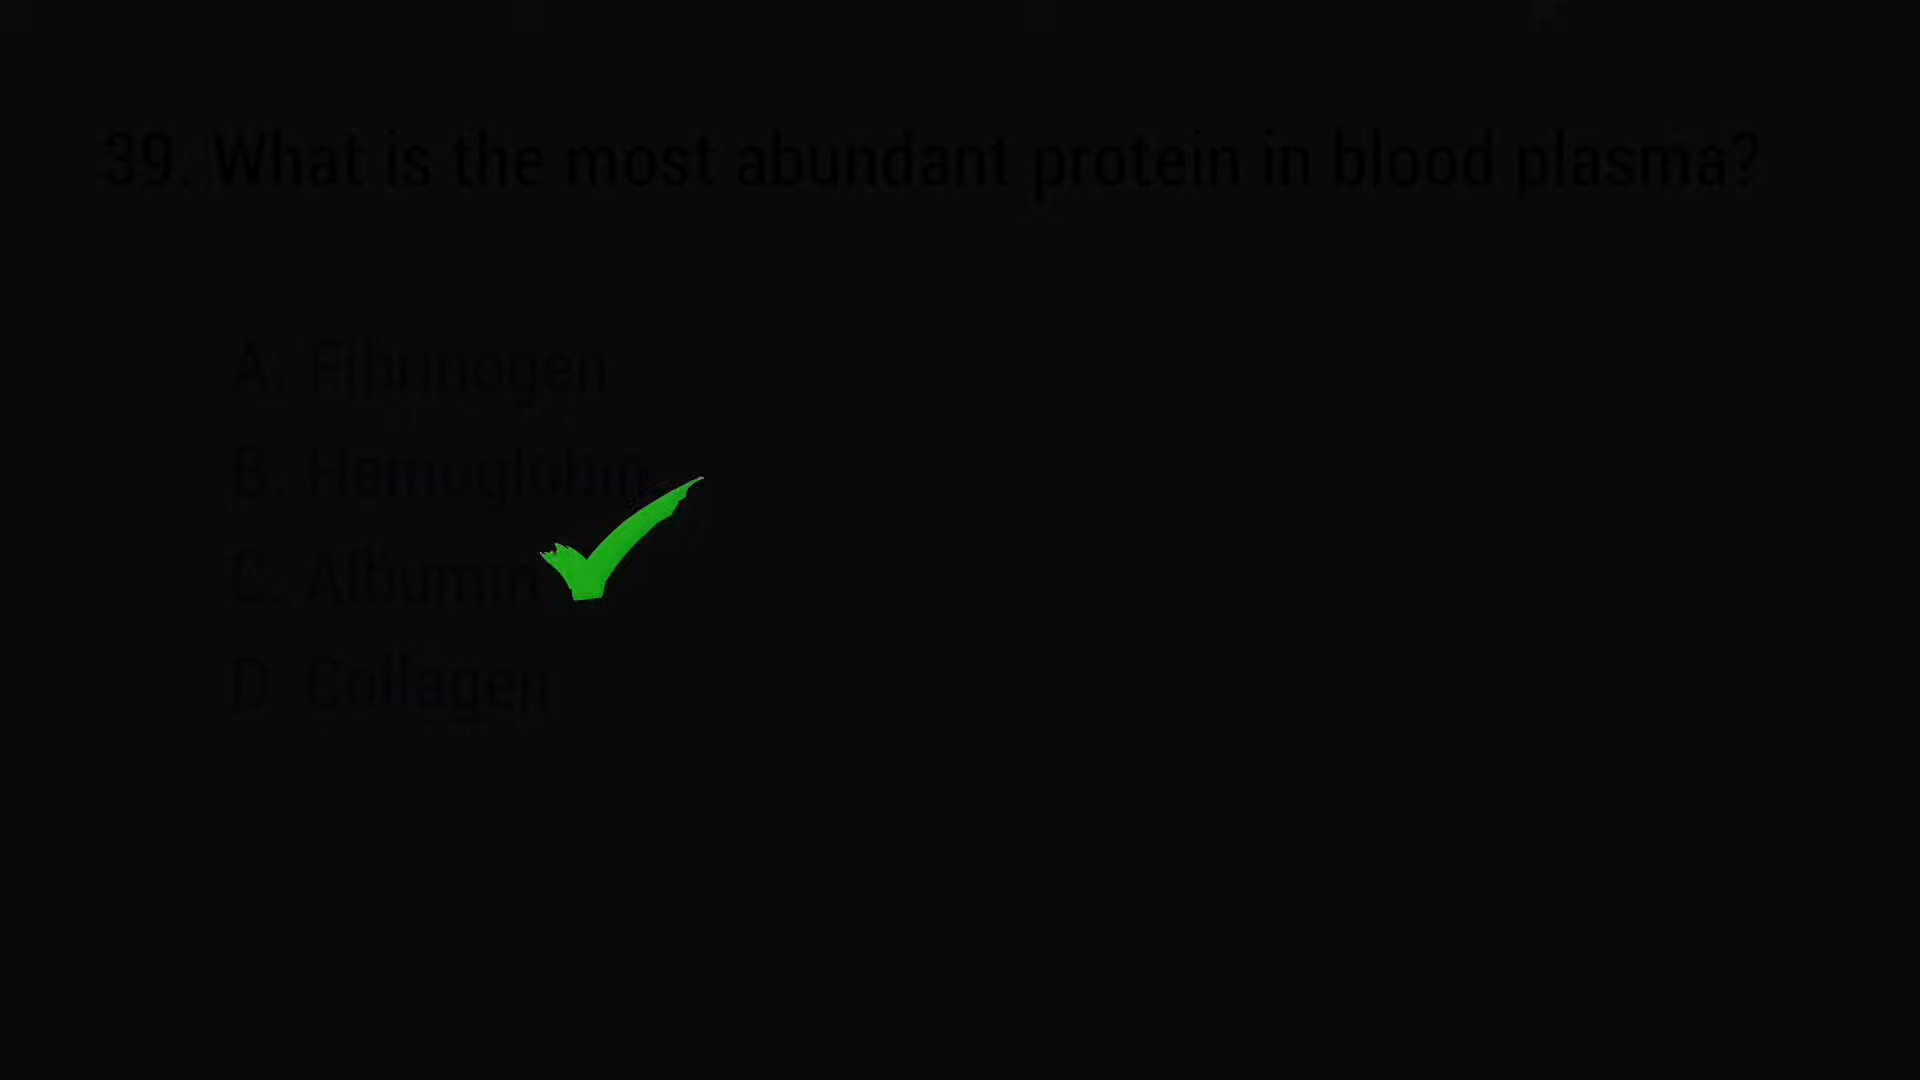 39. What is the most abundant protein in blood plasma?
A. Fibrinogen
B. Hemoglobin
C. Albumin
D Collagen